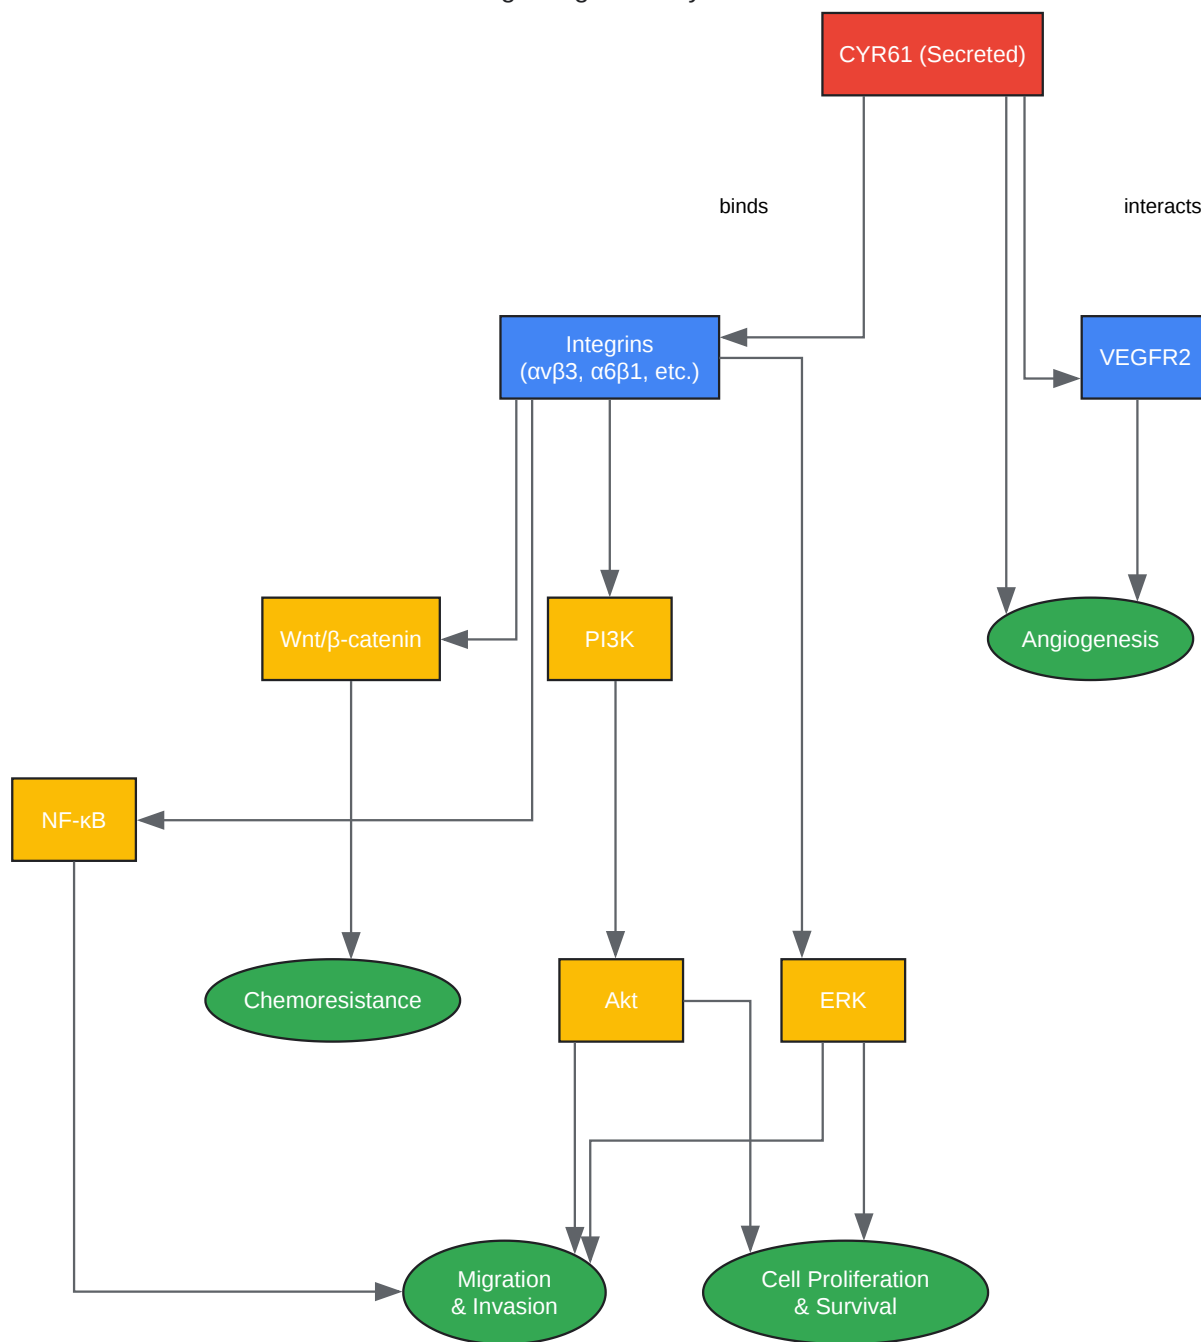 CYR61 (Secreted)
binds
interacts
Integrins
(αvβ3, α6β1, etc.)
VEGFR2
Wnt/β-catenin
PI3K
Angiogenesis
NF-κB
Chemoresistance
Akt
ERK
Migration
& Invasion
Cell Proliferation
& Survival